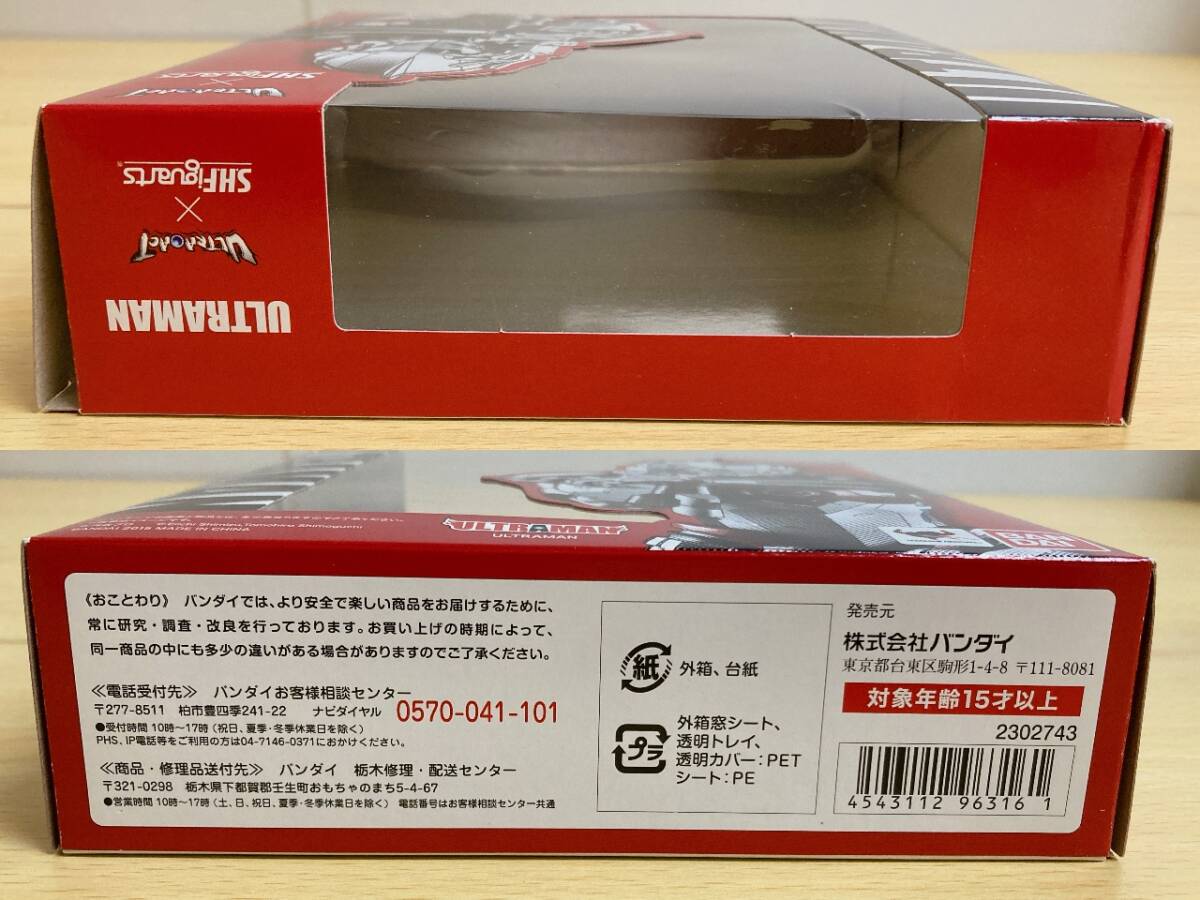 S.H.Figuarts
×
ULTRA-ACT
S.H.Figuarts
×
ULTRA-ACT
ULTRAMAN
©Eiichi Shimizu,Tomohiro Shimoguchi
BANDAI 2015 MADE IN CHINA
ULTRAMAN
ULTRAMAN
BAN
DAI
《おことわり》 バンダイでは、より安全で楽しい商品をお届けするために、
常に研究・調査・改良を行っております。お買い上げの時期によって、
同一商品の中にも多少の違いがある場合がありますのでご了承ください。
≪電話受付先≫ バンダイお客様相談センター
〒277-8511 柏市豊四季241-22 ナビダイヤル 0570-041-101
●受付時間 10時〜17時 (祝日、夏季・冬季休業日を除く)
PHS、IP電話等をご利用の方は04-7146-0371におかけください。
≪商品・修理品送付先≫ バンダイ 栃木修理・配送センター
〒321-0298 栃木県下都賀郡壬生町おもちゃのまち5-4-67
●営業時間 10時〜17時 (土、日、祝日、夏季・冬季休業日を除く) 電話番号はお客様相談センター共通
紙
外箱、台紙
プラ
外箱窓シート、
透明トレイ、
透明カバー:PET
シート:PE
発売元
株式会社バンダイ
東京都台東区駒形1-4-8 〒111-8081
対象年齢15才以上
2302743
4543112 963161